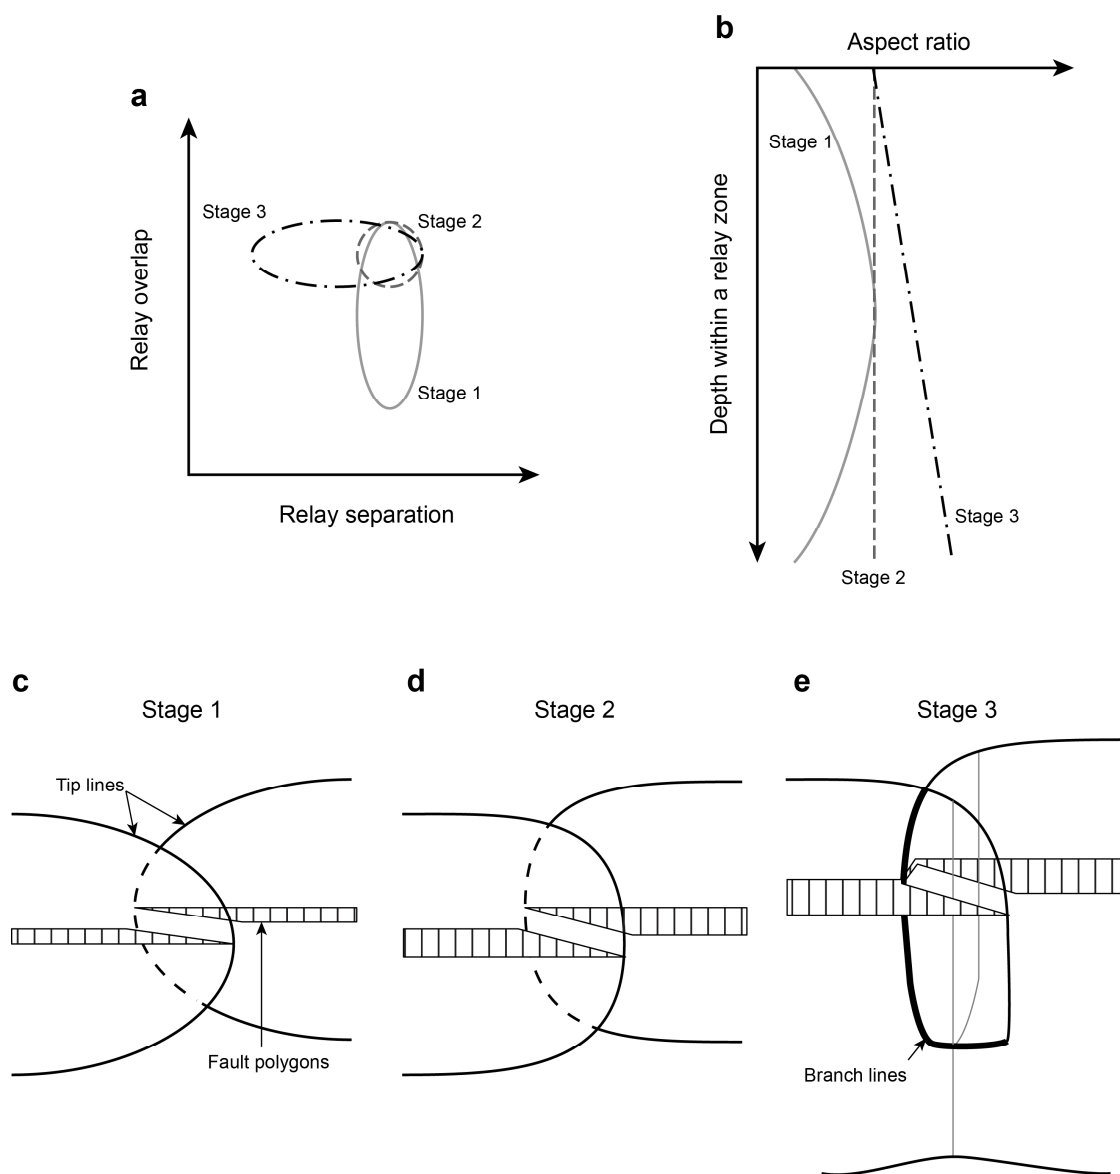 a
Relay overlap
Stage 3
Stage 2
Stage 1
Relay separation
b
Aspect ratio
Depth within a relay zone
Stage 1
Stage 3
Stage 2
c
Stage 1
Tip lines
Fault polygons
d
Stage 2
e
Stage 3
Branch lines